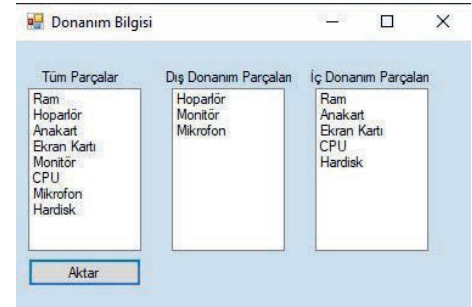 Donanım Bilgisi
Tüm Parçalar
Ram
Hoparlör
Anakart
Ekran Kartı
Monitör
CPU
Mikrofon
Hardisk
Aktar
Dış Donanım Parçaları
Hoparlör
Monitör
Mikrofon
İç Donanım Parçaları
Ram
Anakart
Ekran Kartı
CPU
Hardisk